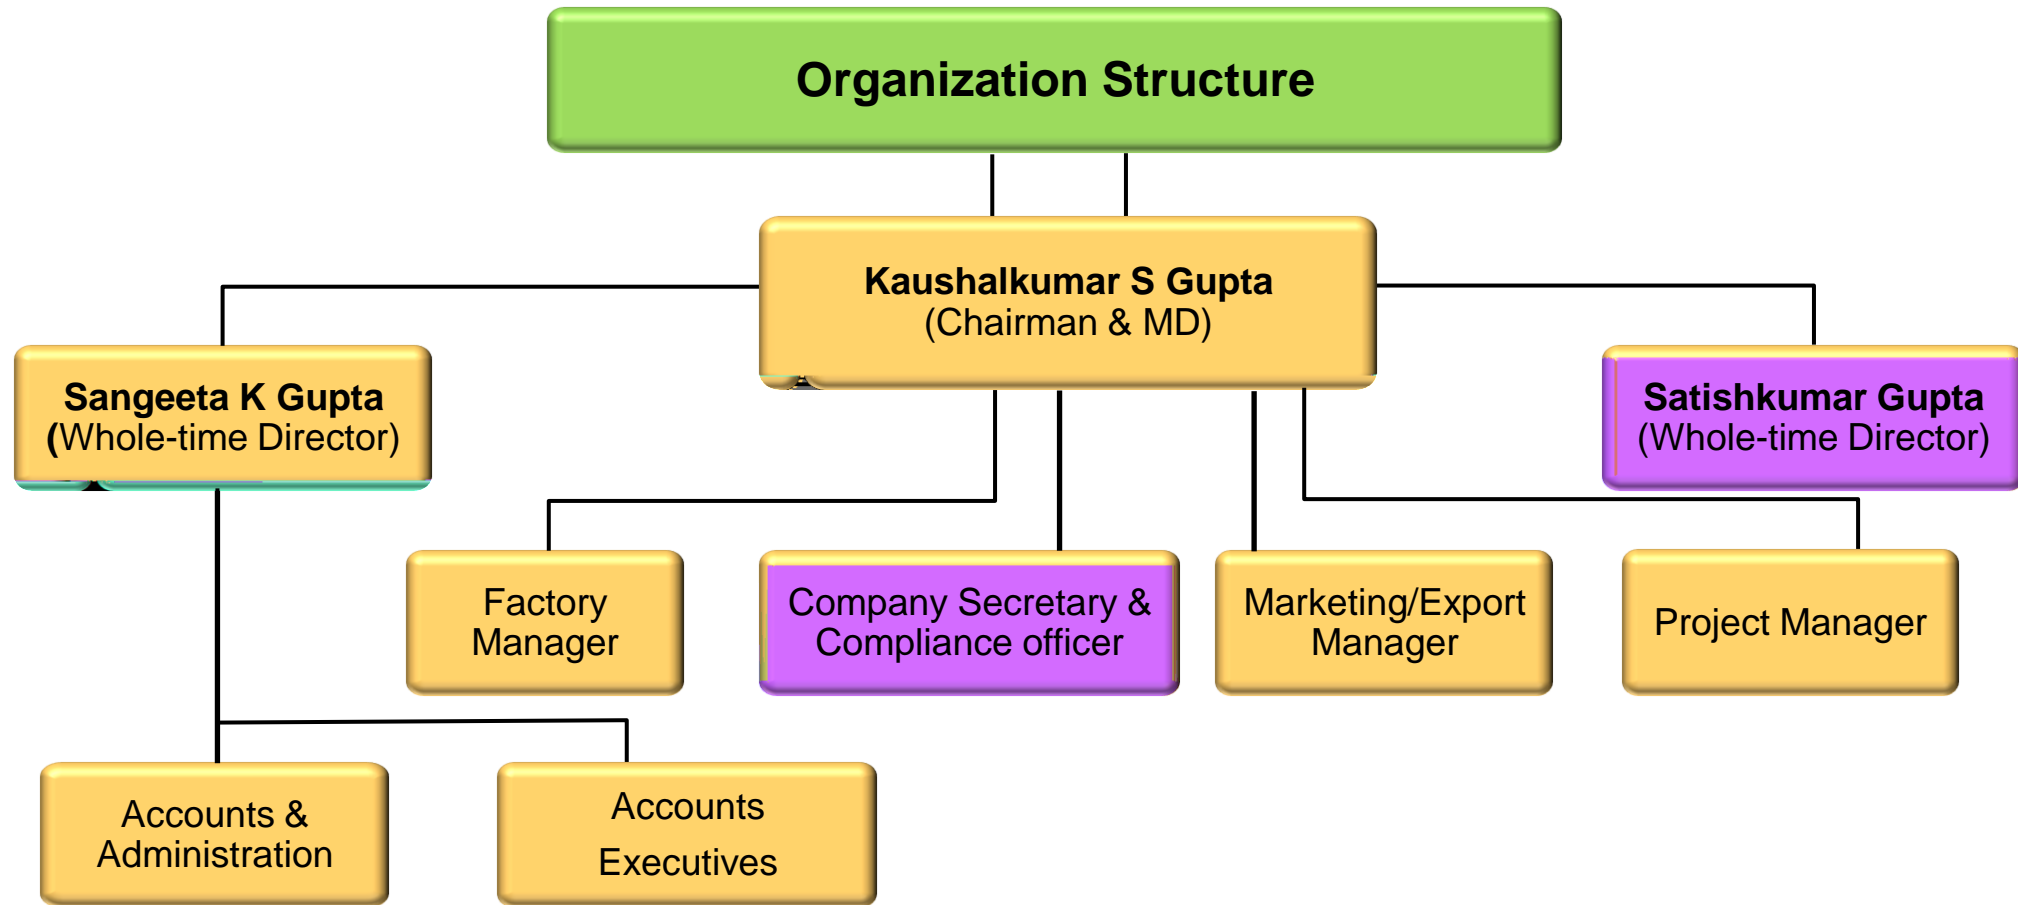 Organization Structure
Kaushalkumar S Gupta
(Chairman & MD)
Sangeeta K Gupta
(Whole-time Director)
Satishkumar Gupta
(Whole-time Director)
Factory
Manager
Company Secretary &
Compliance officer
Marketing/Export
Manager
Project Manager
Accounts &
Administration
Accounts
Executives